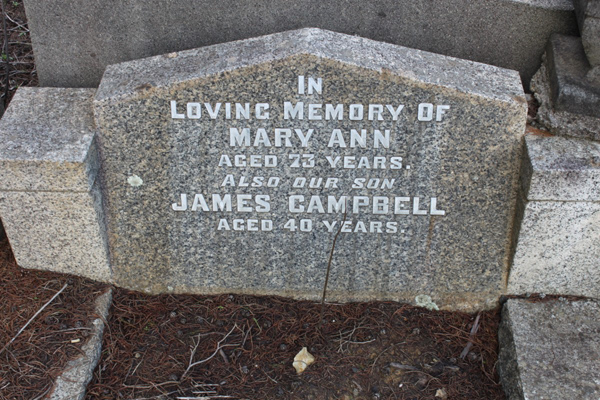 IN
LOVING MEMORY OF
MARY ANN
AGED 73 YEARS.
ALSO OUR SON
JAMES CAMPBELL
AGED 40 YEARS.